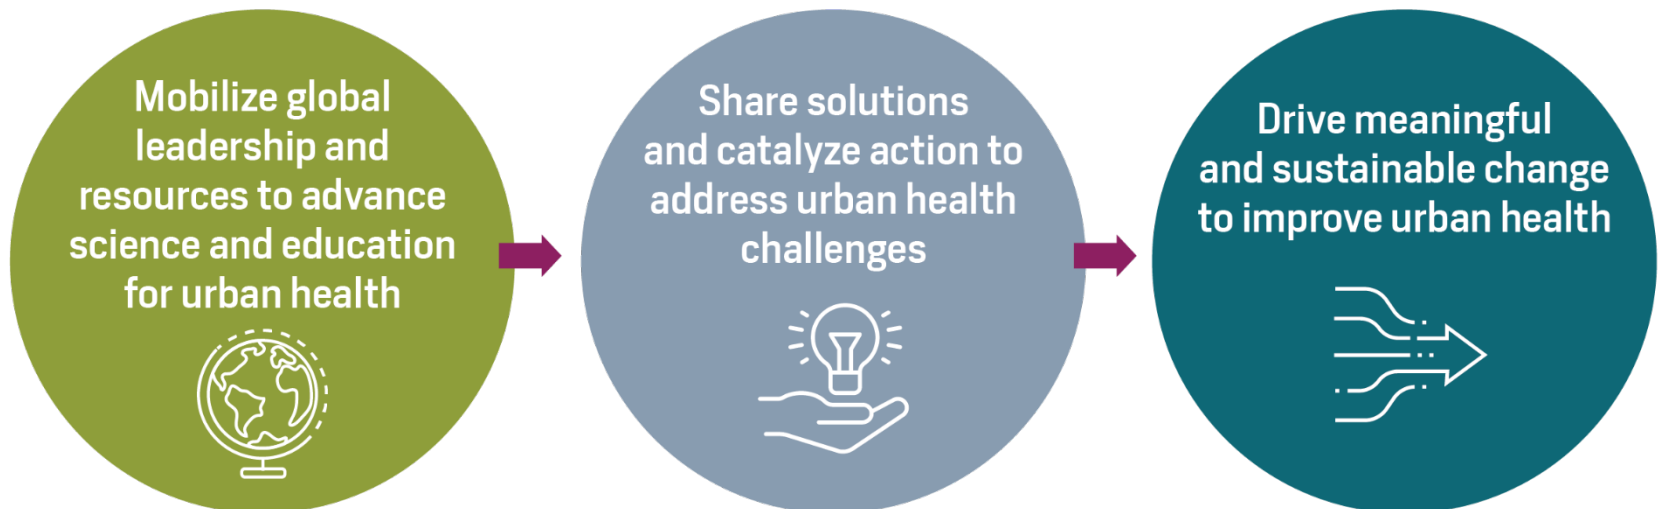 Mobilize global
leadership and
resources to advance
science and education
for urban health
Share solutions
and catalyze action to
address urban health
challenges
Drive meaningful
and sustainable change
to improve urban health